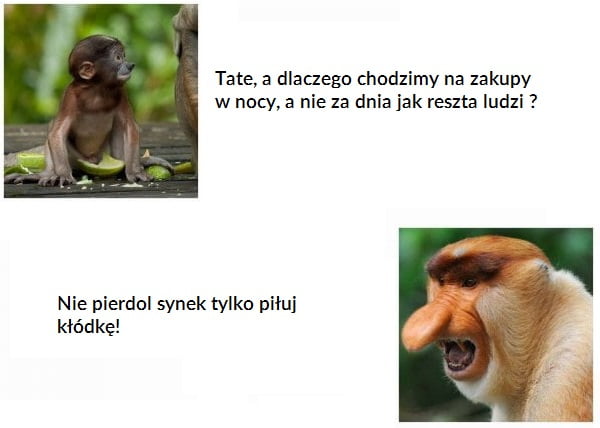 Tate, a dlaczego chodzimy na zakupy
w nocy, a nie za dnia jak reszta ludzi ?
Nie pierdol synek tylko piłuj
kłódkę!